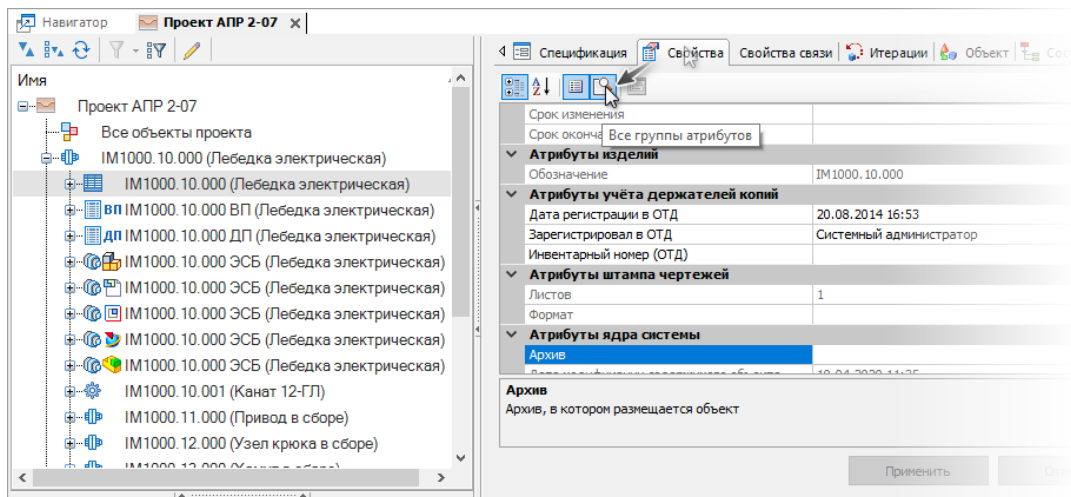 Навигатор
Проект АПР 2-07
Имя
Проект АПР 2-07
Все объекты проекта
IM1000.10.000 (Лебедка электрическая)
IM1000.10.000 (Лебедка электрическая)
ВП IM1000.10.000 ВП (Лебедка электрическая)
ДП IM1000.10.000 ДП (Лебедка электрическая)
IM1000.10.000 ЭСБ (Лебедка электрическая)
IM1000.10.000 ЭСБ (Лебедка электрическая)
IM1000.10.000 ЭСБ (Лебедка электрическая)
IM1000.10.000 ЭСБ (Лебедка электрическая)
IM1000.10.000 ЭСБ (Лебедка электрическая)
IM1000.10.001 (Канат 12-ГЛ)
IM1000.11.000 (Привод в сборе)
IM1000.12.000 (Узел крюка в сборе)
Спецификация
Свойства
Свойства связи
Итерации
Объект
Сос
Срок изменения
Срок оконча
Все группы атрибутов
Атрибуты изделий
Обозначение IM1000.10.000
Атрибуты учёта держателей копий
Дата регистрации в ОТД 20.08.2014 16:53
Зарегистрировал в ОТД Системный администратор
Инвентарный номер (ОТД)
Атрибуты штампа чертежей
Листов 1
Формат
Атрибуты ядра системы
Архив
Архив
Архив, в котором размещается объект
Применить